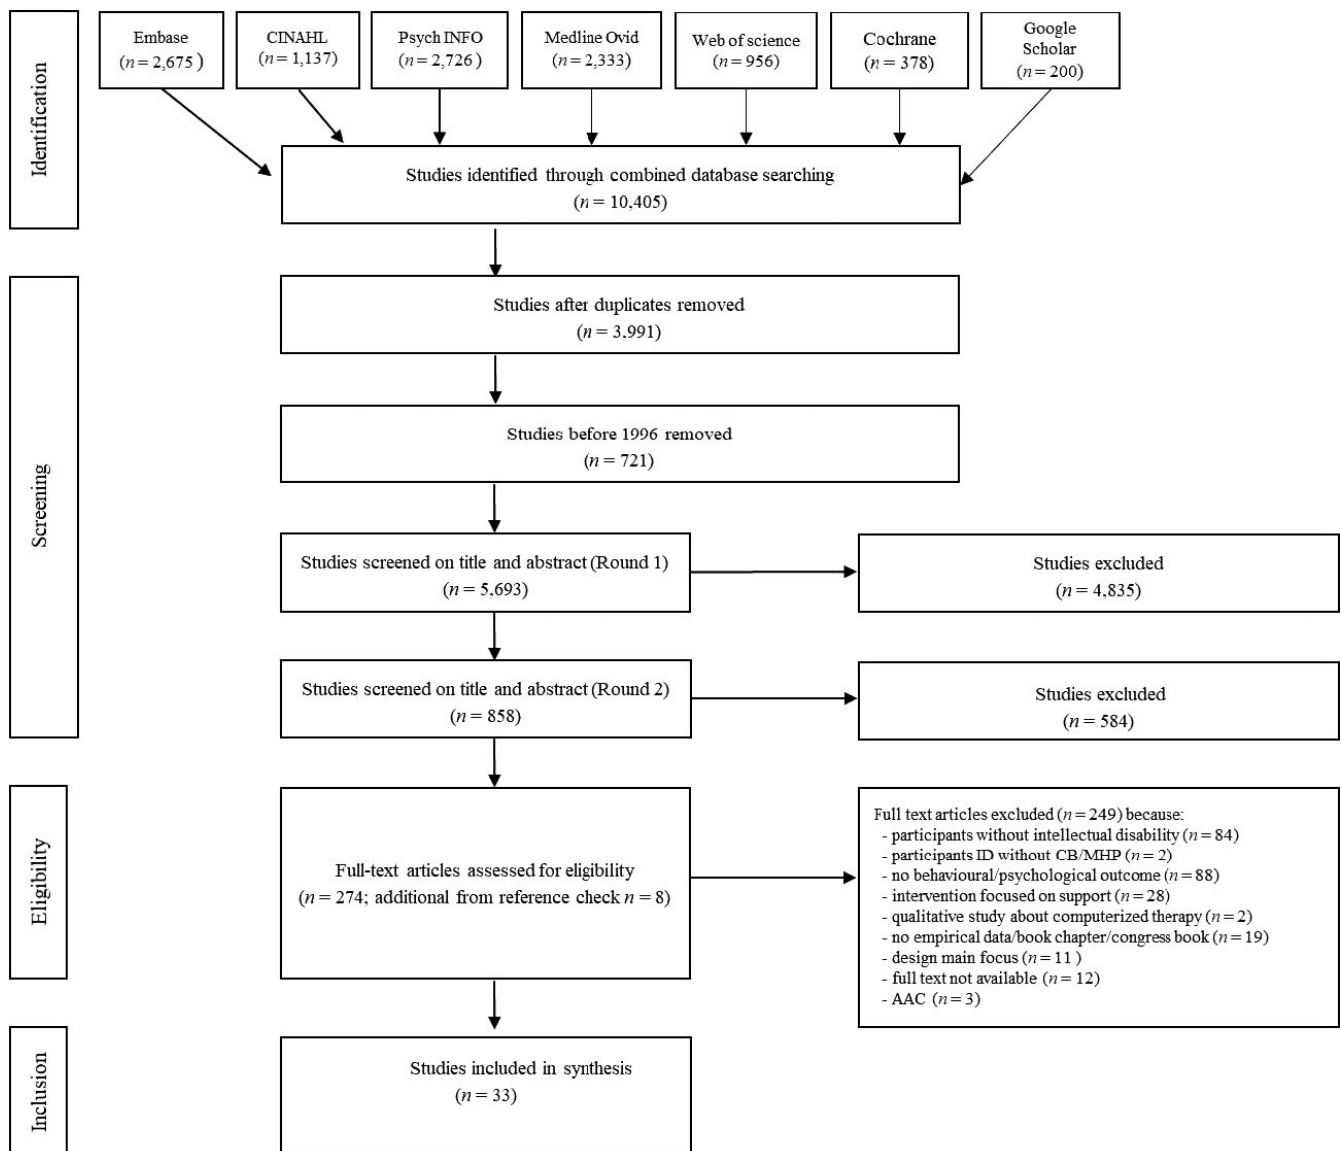 Identification
Embase
(n = 2,675 )
CINAHL
(n = 1,137)
Psych INFO
(n = 2,726 )
Medline Ovid
(n = 2,333)
Web of science
(n = 956)
Cochrane
(n = 378)
Google
Scholar
(n = 200)
Studies identified through combined database searching
(n = 10,405)
Screening
Studies after duplicates removed
(n = 3,991)
Studies before 1996 removed
(n = 721)
Studies screened on title and abstract (Round 1)
(n = 5,693)
Studies excluded
(n = 4,835)
Studies screened on title and abstract (Round 2)
(n = 858)
Studies excluded
(n = 584)
Eligibility
Full-text articles assessed for eligibility
(n = 274; additional from reference check n = 8)
Full text articles excluded (n = 249) because:
- participants without intellectual disability (n = 84)
- participants ID without CB/MHP (n = 2)
- no behavioural/psychological outcome (n = 88)
- intervention focused on support (n = 28)
- qualitative study about computerized therapy (n = 2)
- no empirical data/book chapter/congress book (n = 19)
- design main focus (n = 11 )
- full text not available (n = 12)
- AAC (n = 3)
Inclusion
Studies included in synthesis
(n = 33)